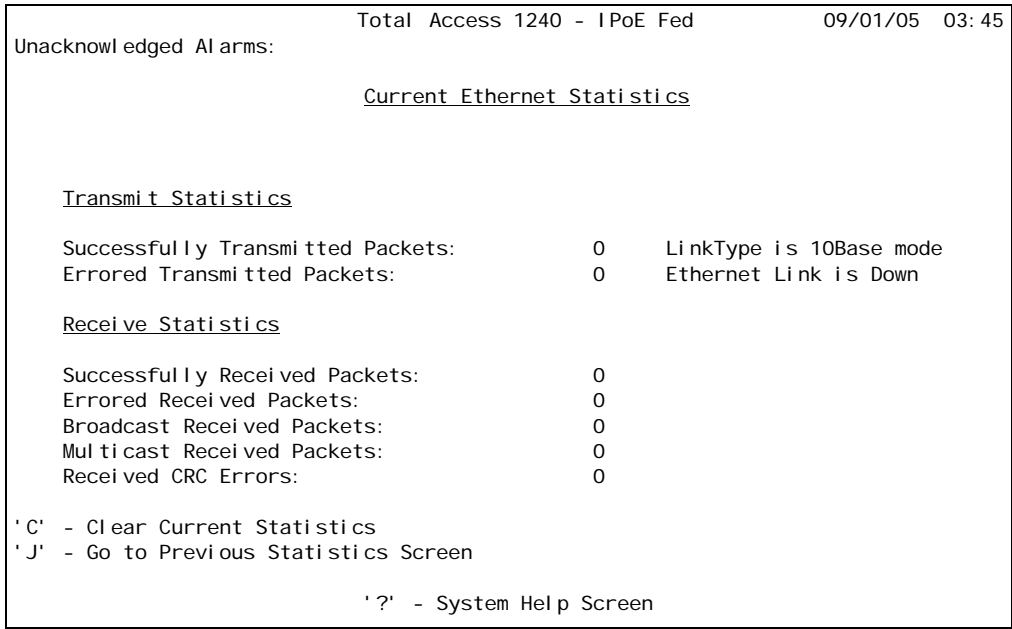 Total Access 1240 - IPoE Fed 09/01/05 03:45
Unacknowledged Alarms:
Current Ethernet Statistics
Transmit Statistics
Successfully Transmitted Packets: 0 LinkType is 10Base mode
Errored Transmitted Packets: 0 Ethernet Link is Down
Receive Statistics
Successfully Received Packets: 0
Errored Received Packets: 0
Broadcast Received Packets: 0
Multicast Received Packets: 0
Received CRC Errors: 0
'C' - Clear Current Statistics
'J' - Go to Previous Statistics Screen
'?' - System Help Screen